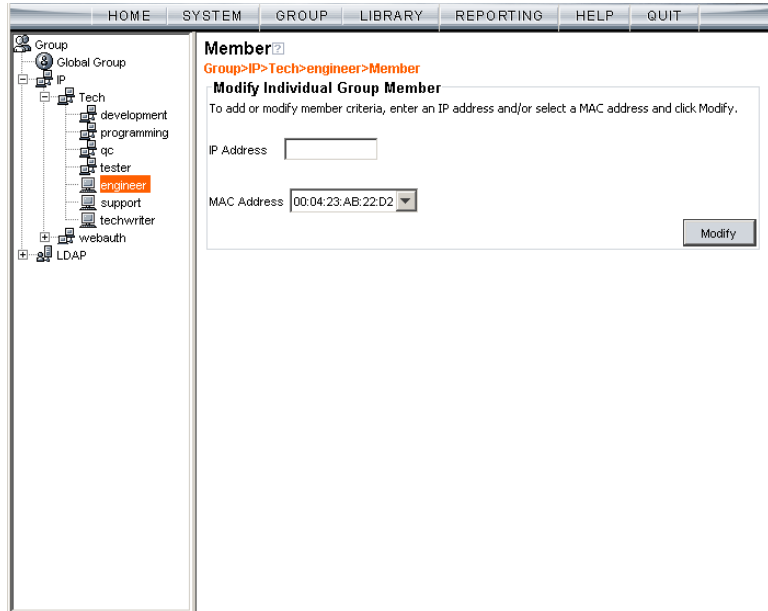 HOME SYSTEM GROUP LIBRARY REPORTING HELP QUIT
Group
Global Group
IP
Tech
development
programming
qc
tester
engineer
support
techwriter
webauth
LDAP
Member?
Group>IP>Tech>engineer>Member
Modify Individual Group Member
To add or modify member criteria, enter an IP address and/or select a MAC address and click Modify.
IP Address
MAC Address 00:04:23:AB:22:D2
Modify